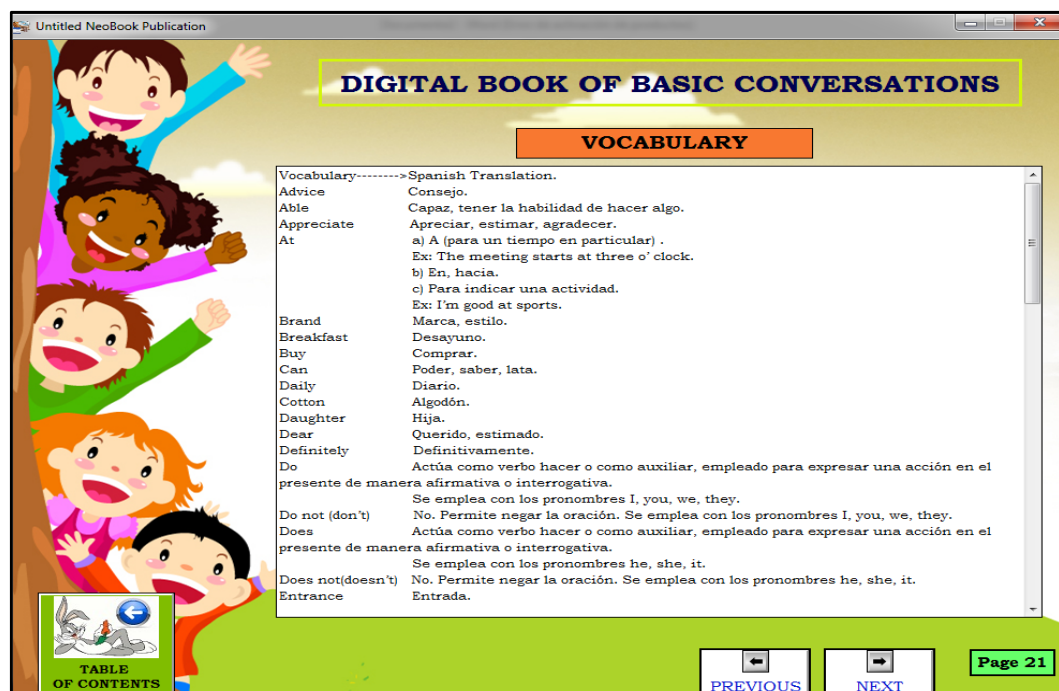 Untitled NeoBook Publication
DIGITAL BOOK OF BASIC CONVERSATIONS
VOCABULARY
Vocabulary-------->Spanish Translation.
Advice Consejo.
Able Capaz, tener la habilidad de hacer algo.
Appreciate Apreciar, estimar, agradecer.
At a) A (para un tiempo en particular) .
Ex: The meeting starts at three o' clock.
b) En, hacia.
c) Para indicar una actividad.
Ex: I'm good at sports.
Brand Marca, estilo.
Breakfast Desayuno.
Buy Comprar.
Can Poder, saber, lata.
Daily Diario.
Cotton Algodón.
Daughter Hija.
Dear Querido, estimado.
Definitely Definitivamente.
Do Actúa como verbo hacer o como auxiliar, empleado para expresar una acción en el
presente de manera afirmativa o interrogativa.
Se emplea con los pronombres I, you, we, they.
Do not (don't) No. Permite negar la oración. Se emplea con los pronombres I, you, we, they.
Does Actúa como verbo hacer o como auxiliar, empleado para expresar una acción en el
presente de manera afirmativa o interrogativa.
Se emplea con los pronombres he, she, it.
Does not(doesn't) No. Permite negar la oración. Se emplea con los pronombres he, she, it.
Entrance Entrada.
TABLE
OF CONTENTS
PREVIOUS
NEXT
Page 21